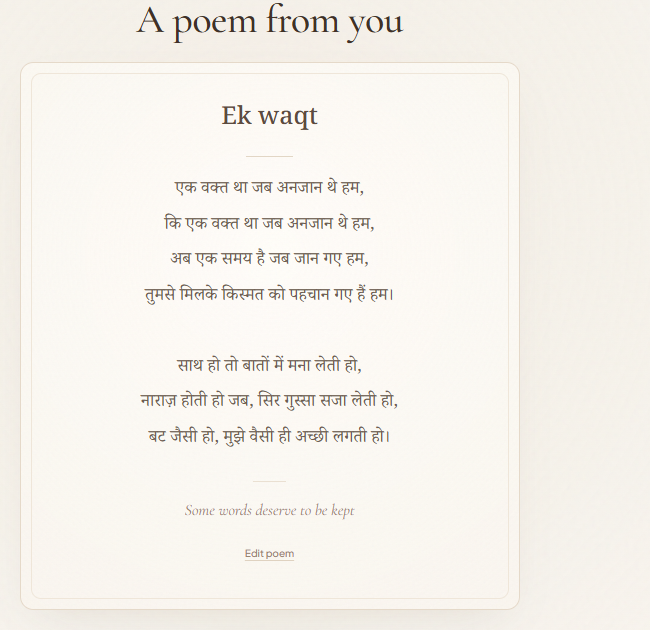 A poem from you
Ek waqt
एक वक्त था जब अनजान थे हम,
कि एक वक्त था जब अनजान थे हम,
अब एक समय है जब जान गए हम,
तुमसे मिलके किस्मत को पहचान गए हैं हम।
साथ हो तो बातों में मना लेती हो,
नाराज़ होती हो जब, सिर गुस्सा सजा लेती हो,
बट जैसी हो, मुझे वैसी ही अच्छी लगती हो।
Some words deserve to be kept
Edit poem